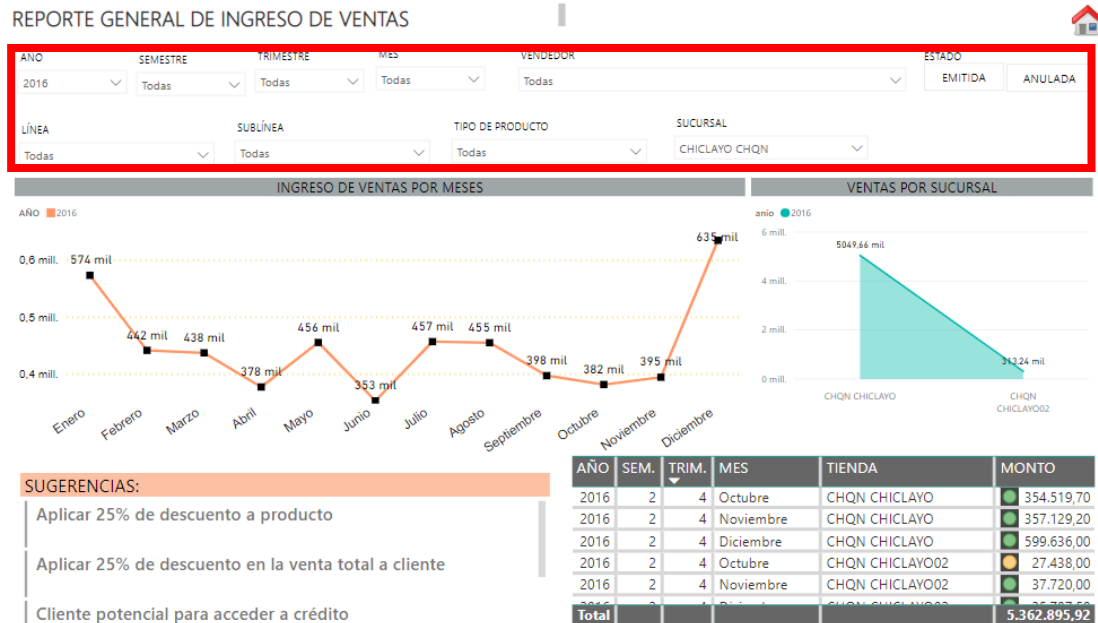 REPORTE GENERAL DE INGRESO DE VENTAS
AÑO SEMESTRE TRIMESTRE MES VENDEDOR ESTADO
2016 Todas Todas Todas Todas EMITIDA ANULADA
LÍNEA SUBLÍNEA TIPO DE PRODUCTO SUCURSAL
Todas Todas Todas CHICLAYO CHQN
INGRESO DE VENTAS POR MESES
AÑO 2016
0,6 mill.
0,5 mill.
0,4 mill.
574 mil
442 mil
438 mil
378 mil
456 mil
353 mil
457 mil
455 mil
398 mil
382 mil
395 mil
635 mil
Enero
Febrero
Marzo
Abril
Mayo
Junio
Julio
Agosto
Septiembre
Octubre
Noviembre
Diciembre
VENTAS POR SUCURSAL
anio 2016
6 mill.
4 mill.
2 mill.
0 mill.
5049,66 mil
313,24 mil
CHQN CHICLAYO
CHQN
CHICLAYO02
SUGERENCIAS:
Aplicar 25% de descuento a producto
Aplicar 25% de descuento en la venta total a cliente
Cliente potencial para acceder a crédito
AÑO SEM. TRIM. MES TIENDA MONTO
2016 2 4 Octubre CHQN CHICLAYO 354.519,70
2016 2 4 Noviembre CHQN CHICLAYO 357.129,20
2016 2 4 Diciembre CHQN CHICLAYO 599.636,00
2016 2 4 Octubre CHQN CHICLAYO02 27.438,00
2016 2 4 Noviembre CHQN CHICLAYO02 37.720,00
Total 5.362.895,92